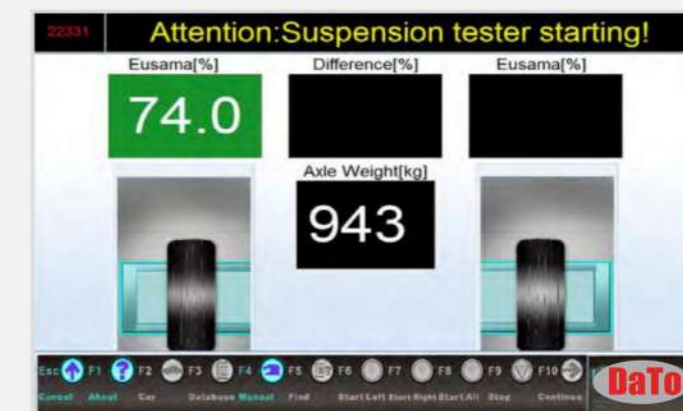 22331 Attention:Suspension tester starting!
Eusama[%] Difference[%] Eusama[%]
74.0
Axle Weight[kg]
943
Esc F1 F2 F3 F4 F5 F6 F7 F8 F9 F10
Cancel About Car Database Manual Find Start Left Start Right Start All Stop Continue
DaTo